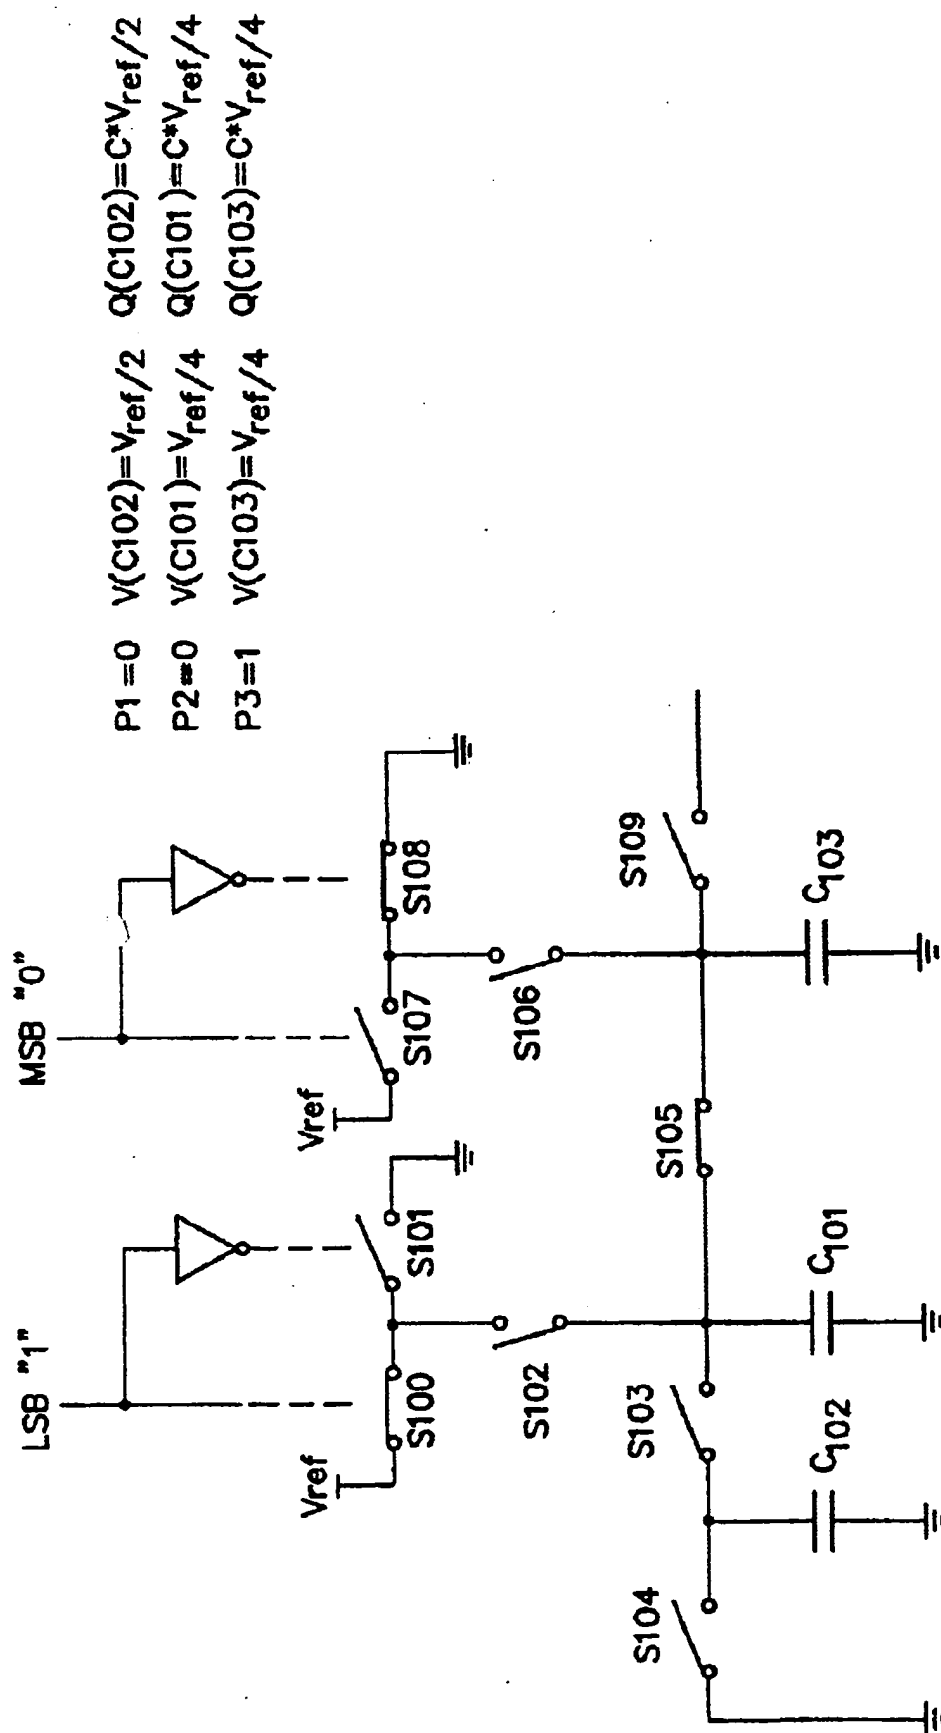 P1=0 V(C102)=Vref/2 Q(C102)=C*Vref/2
P2=0 V(C101)=Vref/4 Q(C101)=C*Vref/4
P3=1 V(C103)=Vref/4 Q(C103)=C*Vref/4
LSB "1"
MSB "0"
Vref
S100
S101
Vref
S107
S108
S102
S106
S104
S103
S105
S109
C102
C101
C103